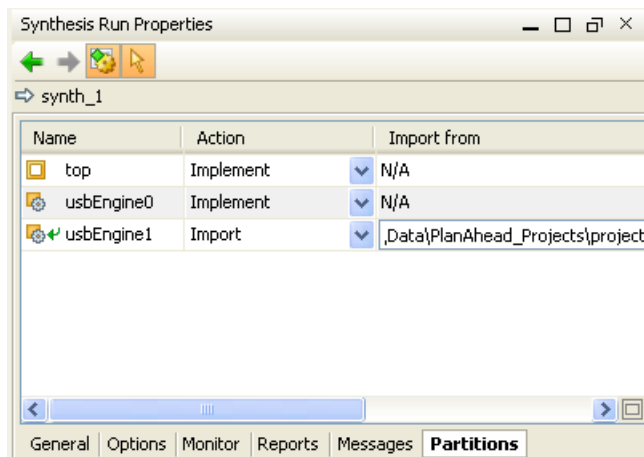 Synthesis Run Properties
synth_1
Name Action Import from
top Implement N/A
usbEngine0 Implement N/A
usbEngine1 Import ,Data\PlanAhead_Projects\project
General Options Monitor Reports Messages Partitions